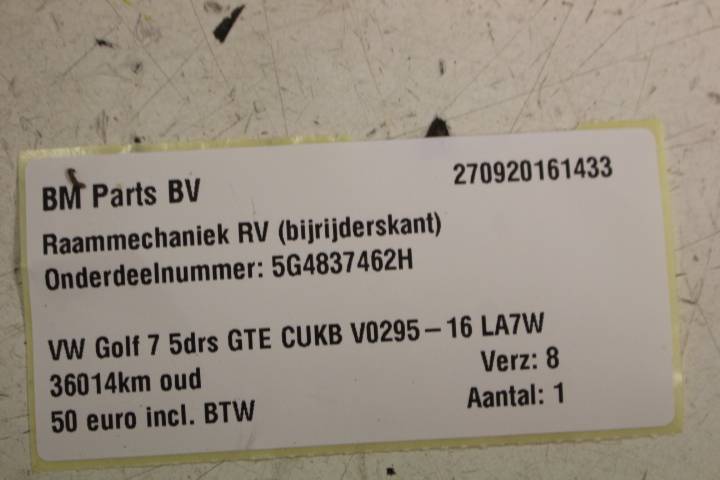 BM Parts BV 270920161433
Raammechaniek RV (bijrijderskant)
Onderdeelnummer: 5G4837462H
VW Golf 7 5drs GTE CUKB V0295-16 LA7W
36014km oud Verz: 8
50 euro incl. BTW Aantal: 1